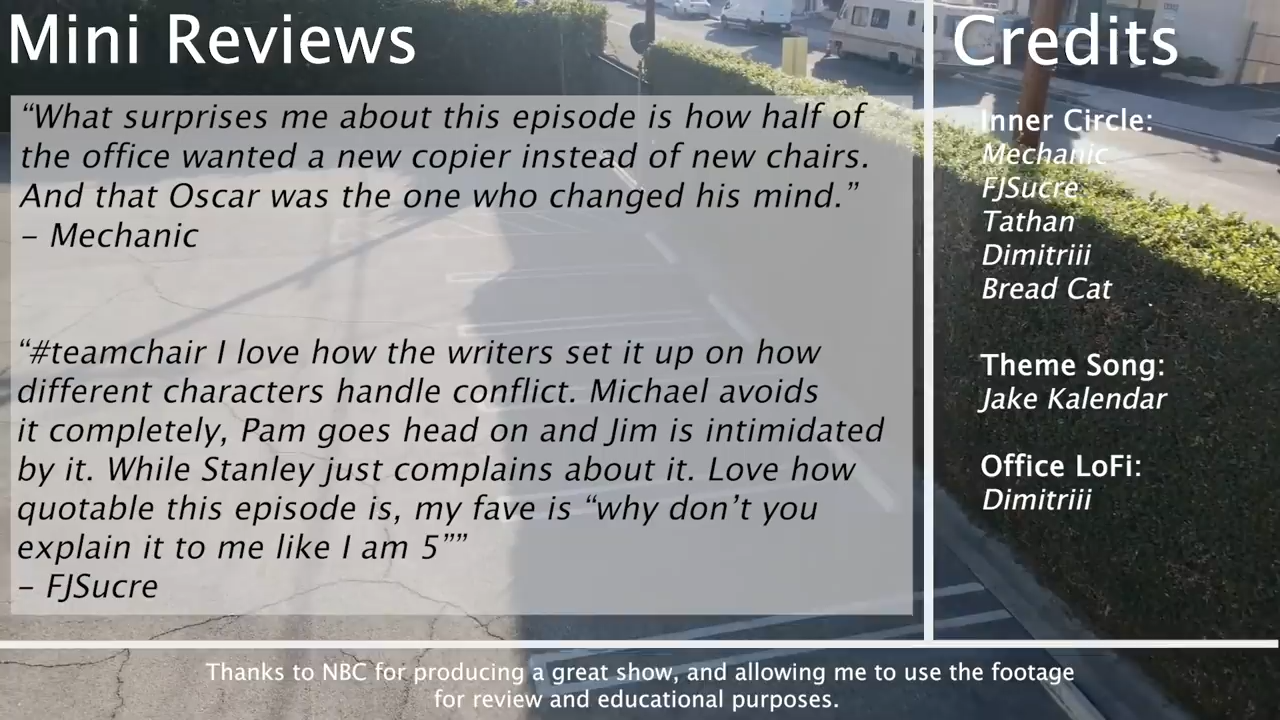 Mini Reviews
“What surprises me about this episode is how half of
the office wanted a new copier instead of new chairs.
And that Oscar was the one who changed his mind.”
– Mechanic
“#teamchair I love how the writers set it up on how
different characters handle conflict. Michael avoids
it completely, Pam goes head on and Jim is intimidated
by it. While Stanley just complains about it. Love how
quotable this episode is, my fave is “why don’t you
explain it to me like I am 5””
– FJSucre
Credits
Inner Circle:
Mechanic
FJSucre
Tathan
Dimitriii
Bread Cat
Theme Song:
Jake Kalendar
Office LoFi:
Dimitriii
Thanks to NBC for producing a great show, and allowing me to use the footage
for review and educational purposes.